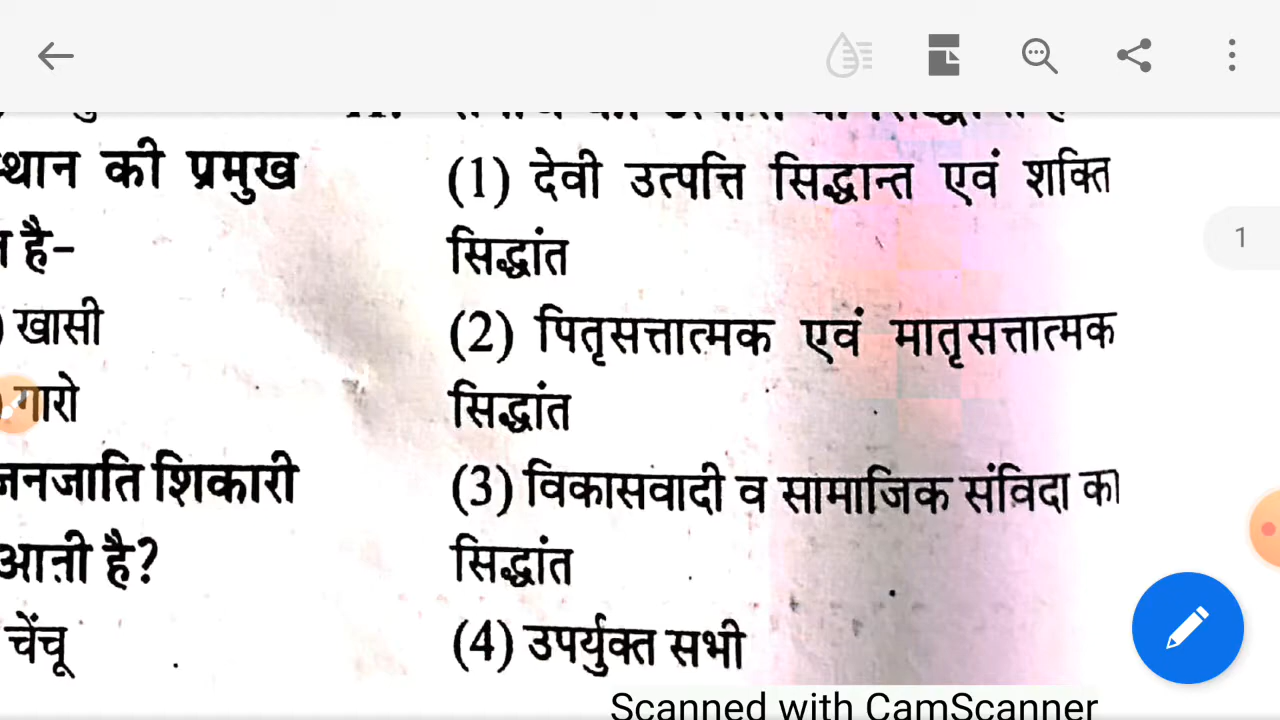 थान की प्रमुख
है-
खासी
गारो
जनजाति शिकारी
आती है?
चेंचू
(1) देवी उत्पत्ति सिद्धान्त एवं शक्ति
सिद्धांत
(2) पितृसत्तात्मक एवं मातृसत्तात्मक
सिद्धांत
(3) विकासवादी व सामाजिक संविदा का
सिद्धांत
(4) उपर्युक्त सभी
1
Scanned with CamScanner